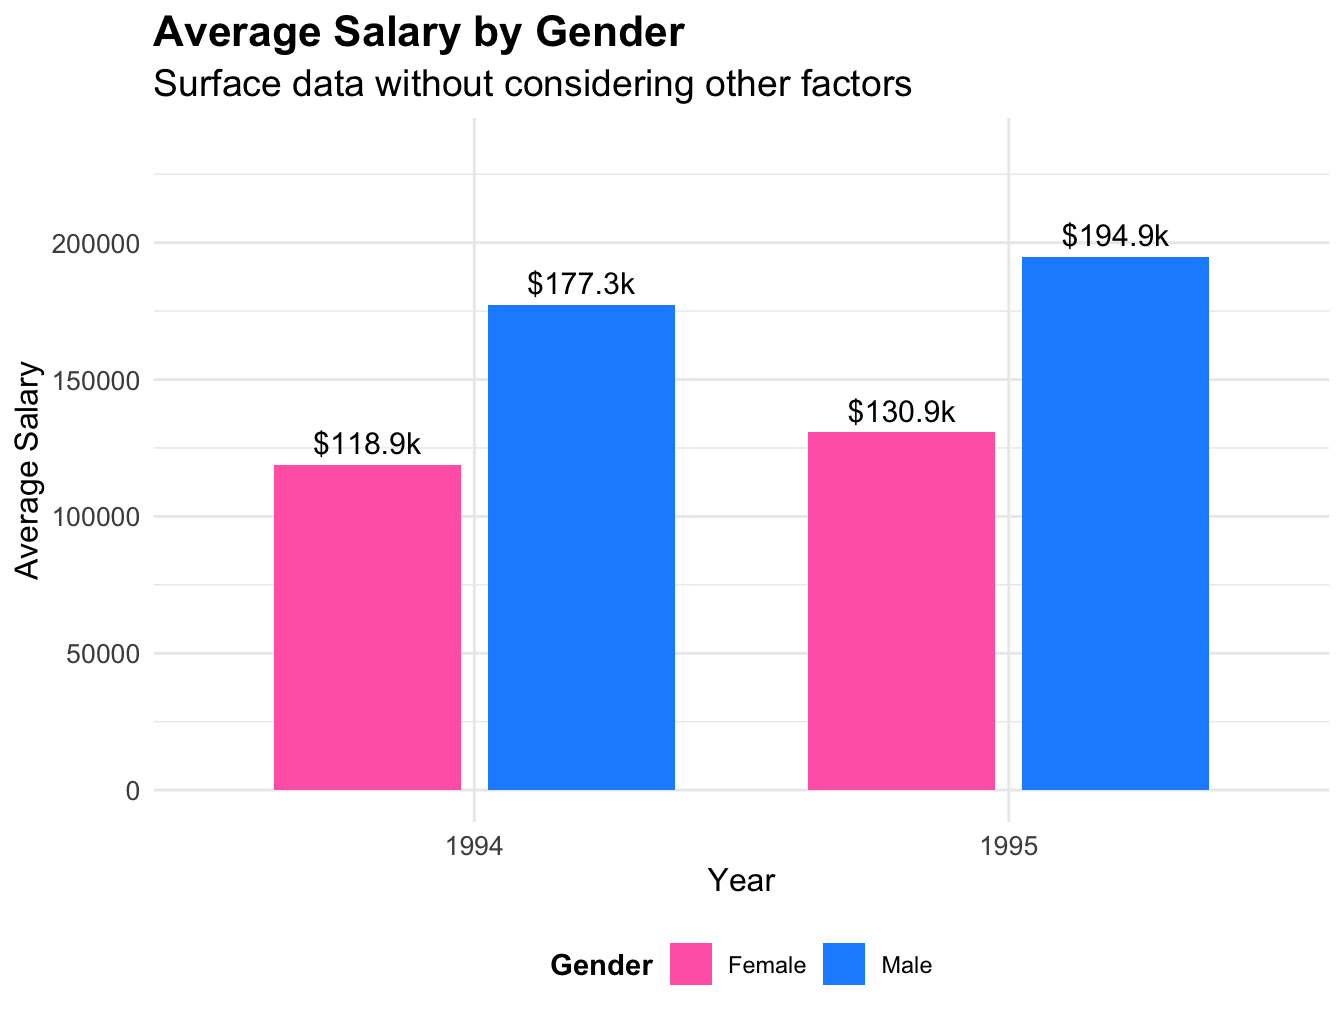 Average Salary by Gender
Surface data without considering other factors
Average Salary
200000
150000
100000
50000
0
$118.9k
$177.3k
$130.9k
$194.9k
1994
1995
Year
Gender Female Male